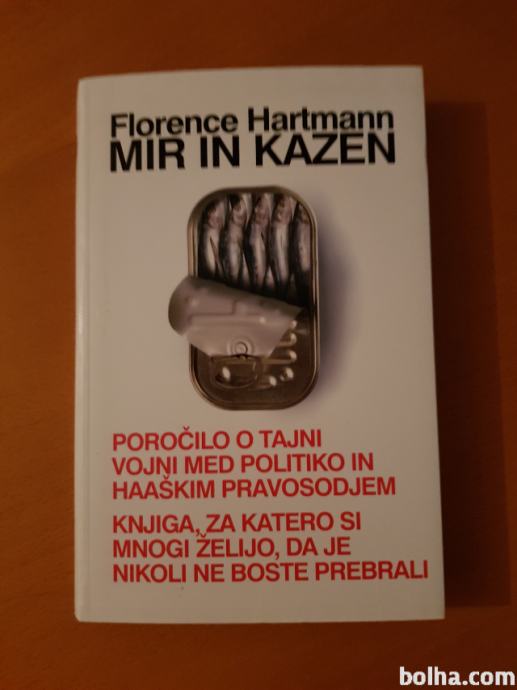 Florence Hartmann
MIR IN KAZEN
POROČILO O TAJNI
VOJNI MED POLITIKO IN
HAAŠKIM PRAVOSODJEM
KNJIGA, ZA KATERO SI
MNOGI ŽELIJO, DA JE
NIKOLI NE BOSTE PREBRALI
bolha.com